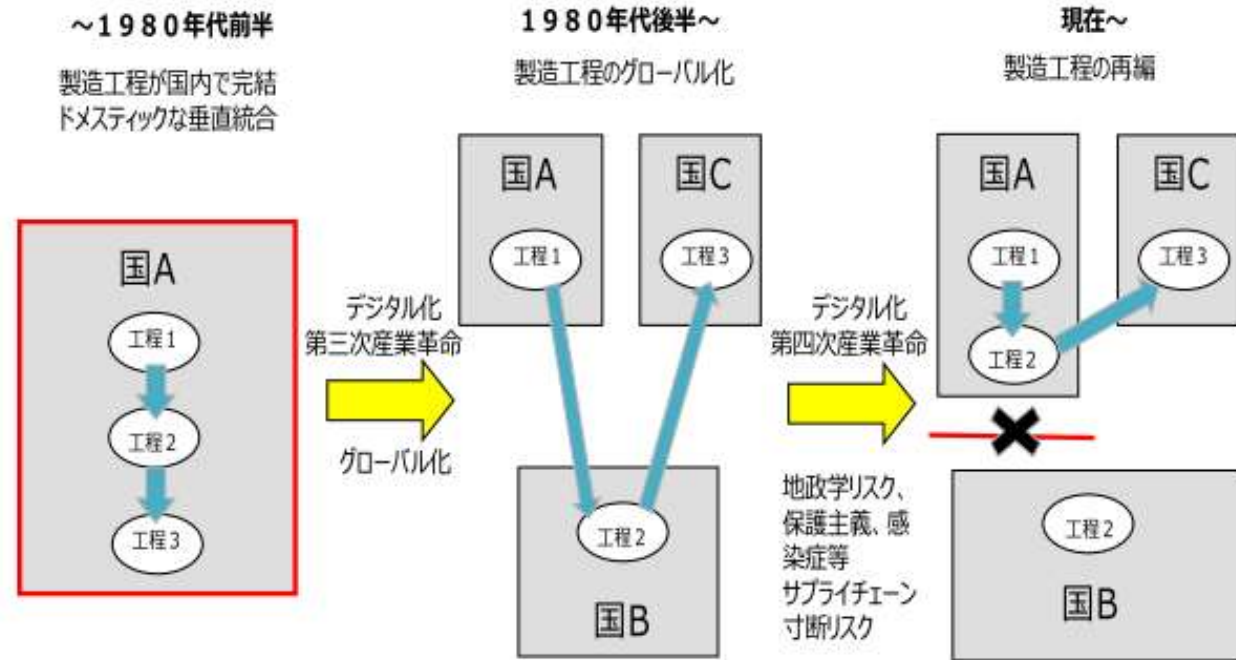 ～１９８０年代前半
製造工程が国内で完結
ドメスティックな垂直統合
国A
工程１
工程２
工程３
デジタル化
第三次産業革命
グローバル化
１９８０年代後半～
製造工程のグローバル化
国A
工程１
国C
工程３
工程２
国B
デジタル化
第四次産業革命
地政学リスク、
保護主義、感
染症等
サプライチェーン
寸断リスク
現在～
製造工程の再編
国A
工程１
工程２
国C
工程３
工程２
国B